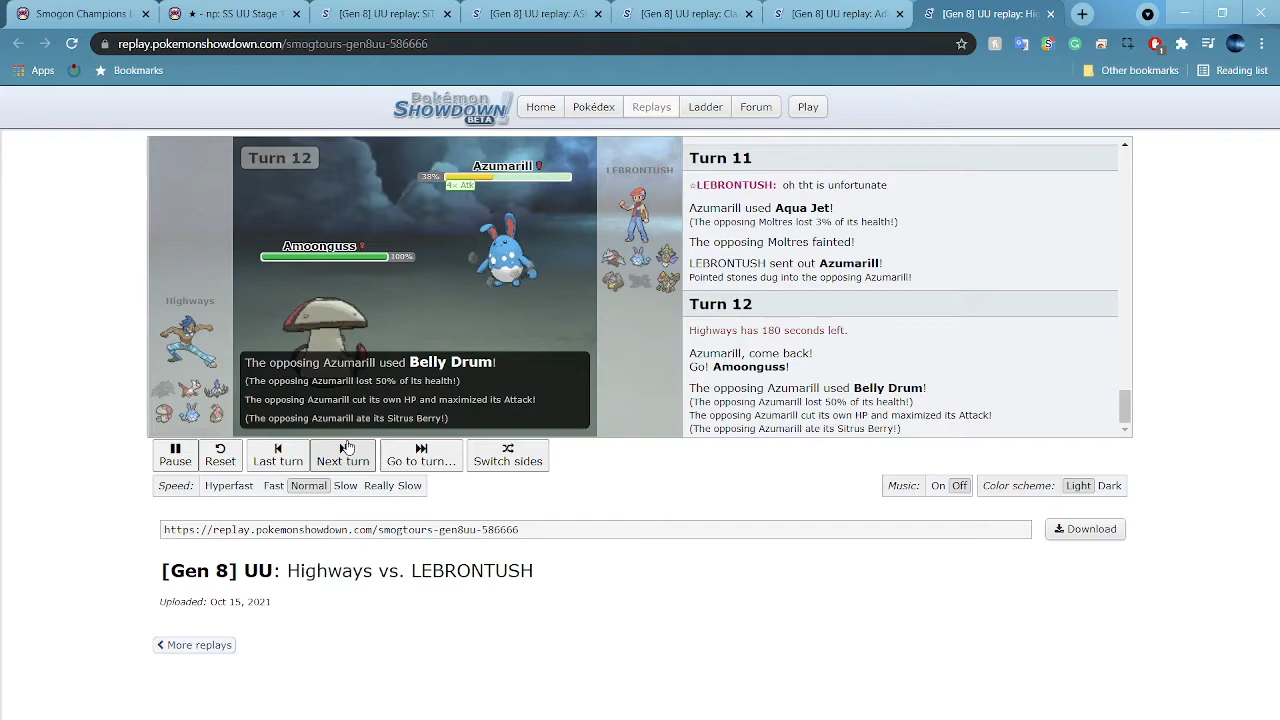 Smogon Champions L
★ - np: SS UU Stage 1
[Gen 8] UU replay: SiT
[Gen 8] UU replay: ASI
[Gen 8] UU replay: Cla
[Gen 8] UU replay: Ad
[Gen 8] UU replay: Hig
replay.pokemonshowdown.com/smogtours-gen8uu-586666
Apps
Bookmarks
Other bookmarks
Reading list
Pokémon
SHOWDOWN!
BETA
Home
Pokédex
Replays
Ladder
Forum
Play
Turn 12
Azumarill
38%
4× Atk
Amoonguss
100%
Highways
LEBRONTUSH
The opposing Azumarill used Belly Drum!
(The opposing Azumarill lost 50% of its health!)
The opposing Azumarill cut its own HP and maximized its Attack!
(The opposing Azumarill ate its Sitrus Berry!)
Turn 11
☆LEBRONTUSH: oh tht is unfortunate
Azumarill used Aqua Jet!
(The opposing Moltres lost 3% of its health!)
The opposing Moltres fainted!
LEBRONTUSH sent out Azumarill!
Pointed stones dug into the opposing Azumarill!
Turn 12
Highways has 180 seconds left.
Azumarill, come back!
Go! Amoonguss!
The opposing Azumarill used Belly Drum!
(The opposing Azumarill lost 50% of its health!)
The opposing Azumarill cut its own HP and maximized its Attack!
(The opposing Azumarill ate its Sitrus Berry!)
Pause
Reset
Last turn
Next turn
Go to turn...
Switch sides
Speed: Hyperfast Fast Normal Slow Really Slow
Music: On Off
Color scheme: Light Dark
https://replay.pokemonshowdown.com/smogtours-gen8uu-586666
Download
[Gen 8] UU: Highways vs. LEBRONTUSH
Uploaded: Oct 15, 2021
More replays